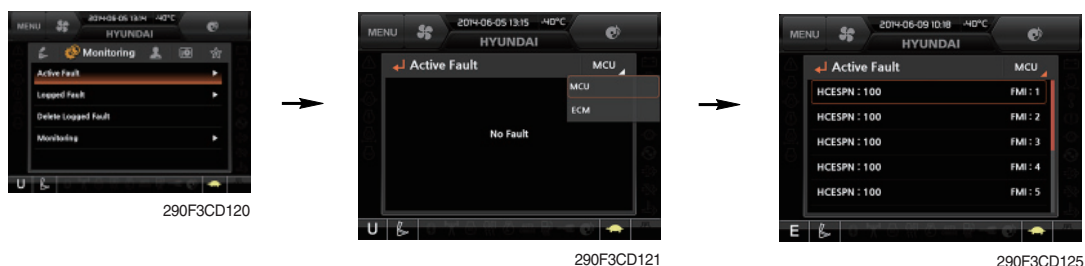 MENU
2014-06-05 13:14 -40°C
HYUNDAI
Monitoring
Active Fault
Logged Fault
Delete Logged Fault
Monitoring
U
290F3CD120
MENU
2014-06-05 13:15 -40°C
HYUNDAI
Active Fault MCU
MCU
ECM
No Fault
U
290F3CD121
MENU
2014-06-09 10:18 -40°C
HYUNDAI
Active Fault MCU
HCESPN : 100 FMI : 1
HCESPN : 100 FMI : 2
HCESPN : 100 FMI : 3
HCESPN : 100 FMI : 4
HCESPN : 100 FMI : 5
E
290F3CD125